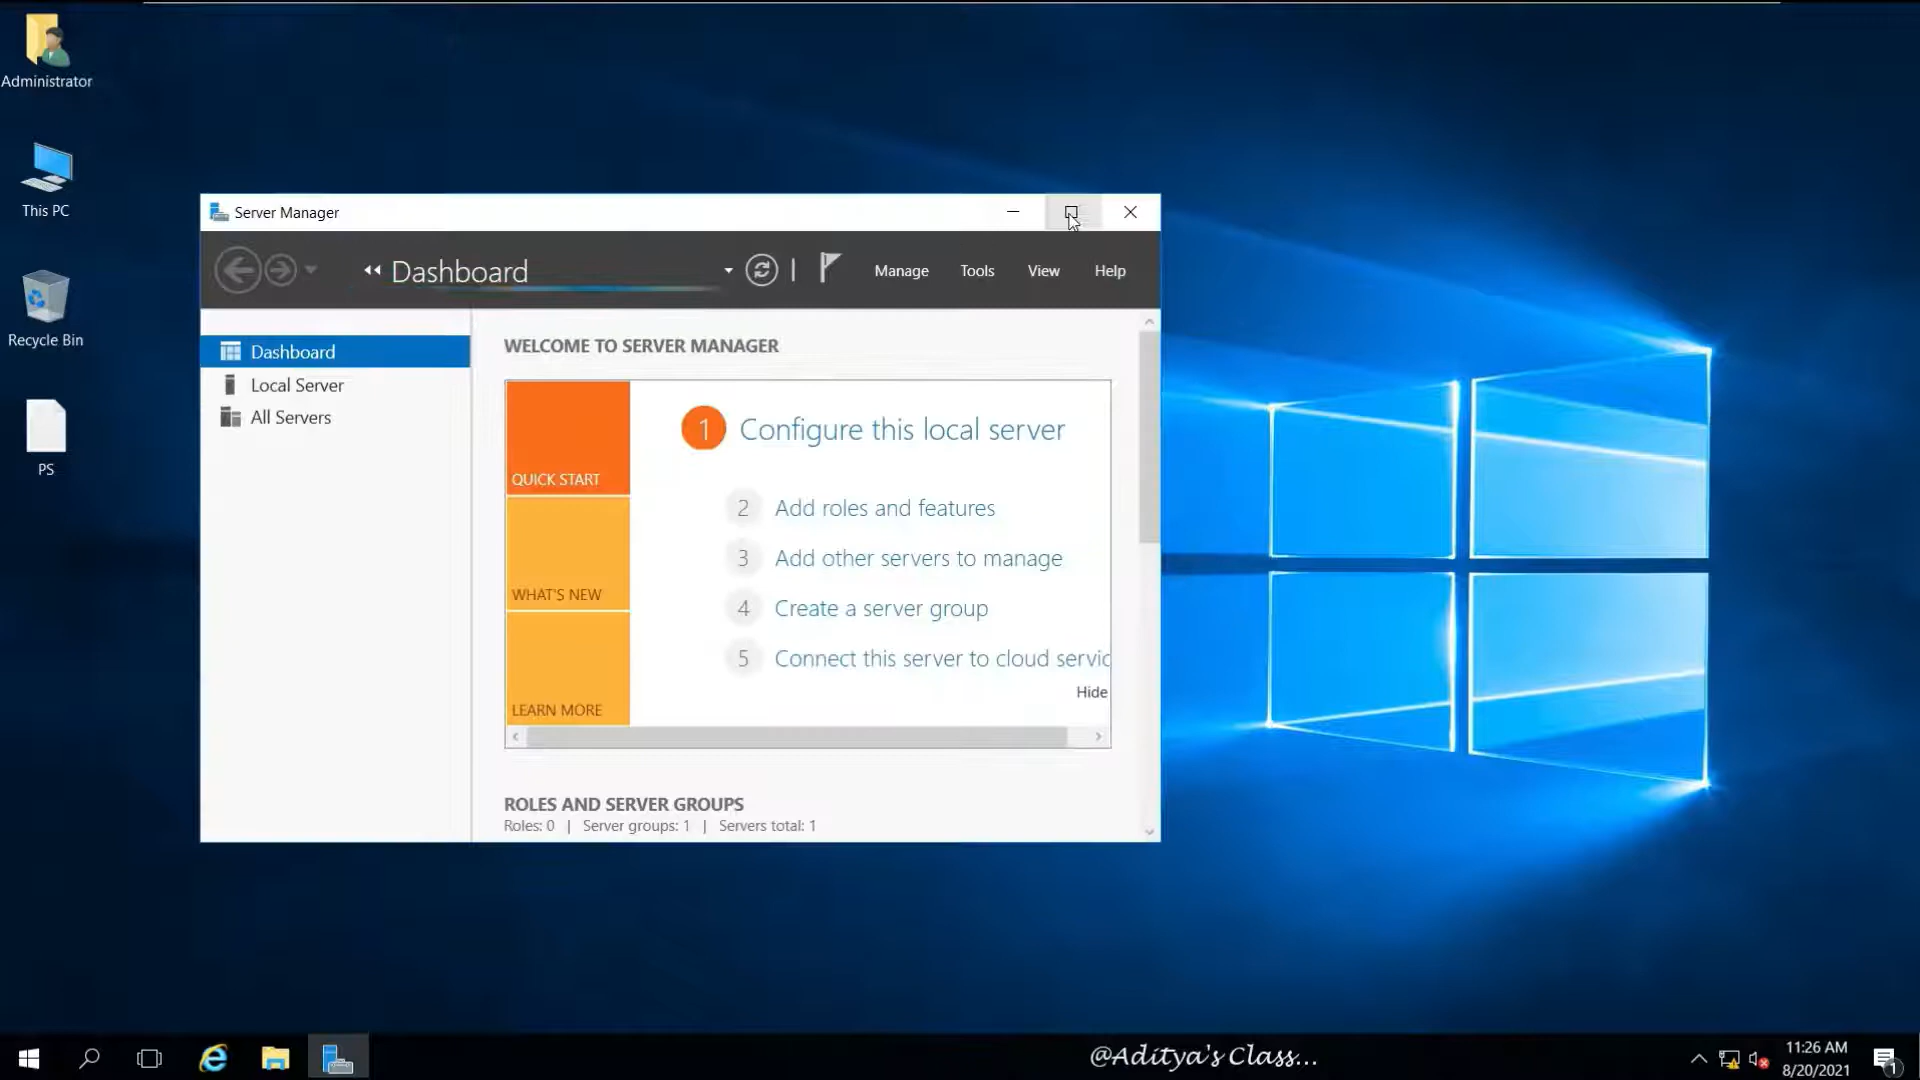 Administrator
This PC
Recycle Bin
PS
Server Manager
Dashboard
Manage
Tools
View
Help
Dashboard
Local Server
All Servers
WELCOME TO SERVER MANAGER
QUICK START
WHAT'S NEW
LEARN MORE
1 Configure this local server
2 Add roles and features
3 Add other servers to manage
4 Create a server group
5 Connect this server to cloud servic
Hide
ROLES AND SERVER GROUPS
Roles: 0 | Server groups: 1 | Servers total: 1
@Aditya's Class...
11:26 AM
8/20/2021
1